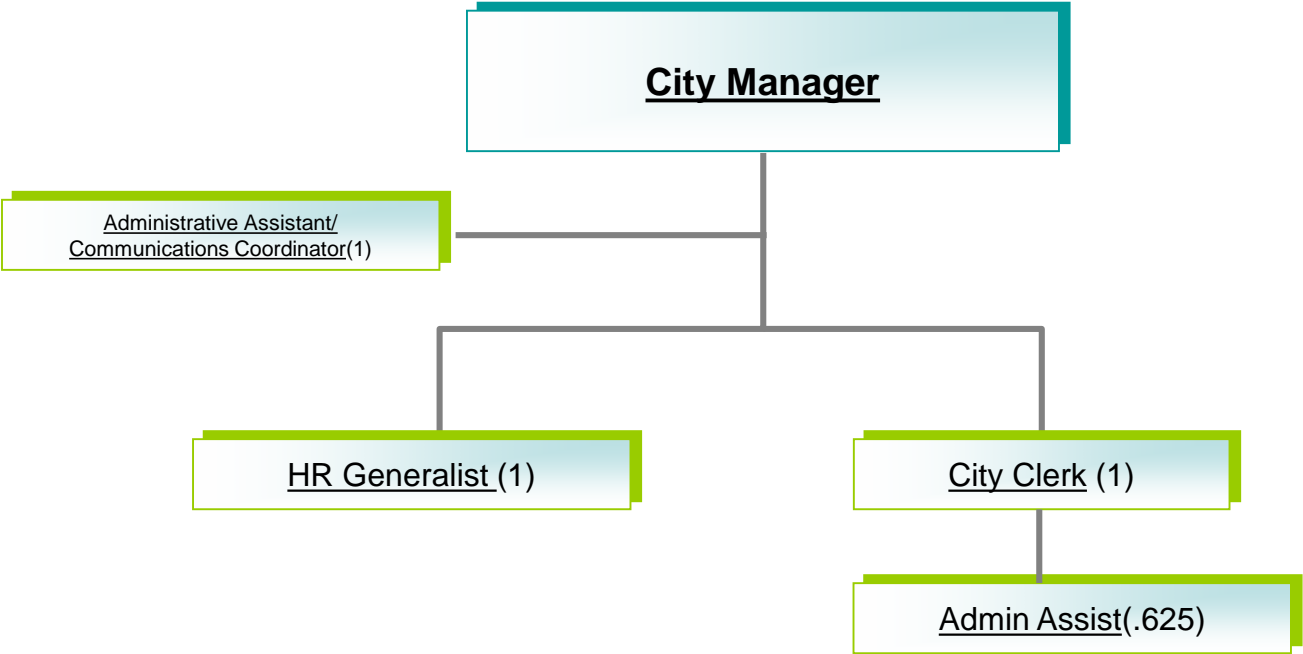 City Manager
Administrative Assistant/
Communications Coordinator(1)
HR Generalist (1)
City Clerk (1)
Admin Assist(.625)